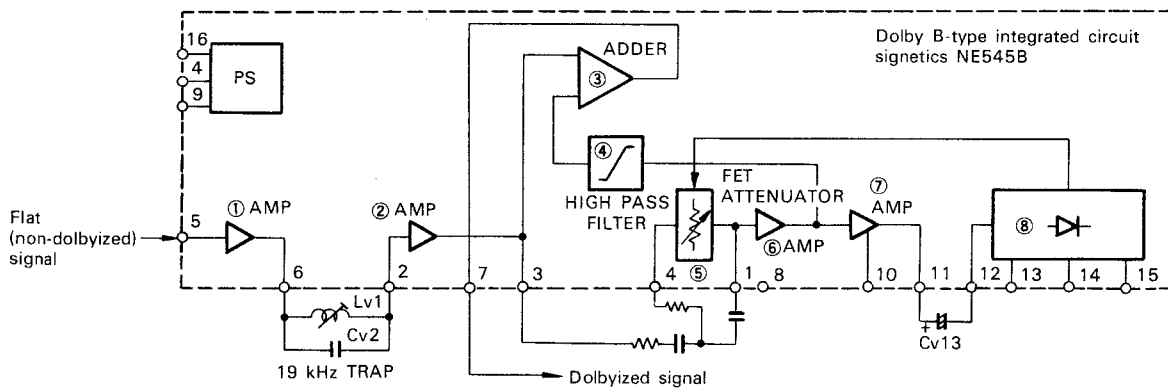 Dolby B-type integrated circuit
signetics NE545B
16
4
9
PS
ADDER
③
④
HIGH PASS
FILTER
FET
ATTENUATOR
⑤
⑥ AMP
⑦
AMP
⑧
Flat
(non-dolbyized)
signal
5
① AMP
② AMP
6
2
7
3
4
1
8
10
11
12
13
14
15
Lv1
Cv2
19 kHz TRAP
+
Cv13
Dolbyized signal